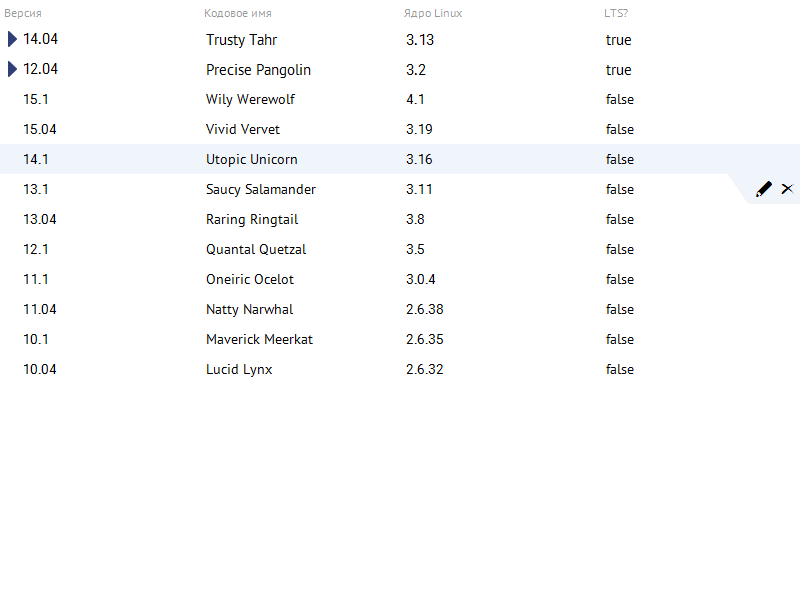 Версия Кодовое имя Ядро Linux LTS?
14.04 Trusty Tahr 3.13 true
12.04 Precise Pangolin 3.2 true
15.1 Wily Werewolf 4.1 false
15.04 Vivid Vervet 3.19 false
14.1 Utopic Unicorn 3.16 false
13.1 Saucy Salamander 3.11 false
13.04 Raring Ringtail 3.8 false
12.1 Quantal Quetzal 3.5 false
11.1 Oneiric Ocelot 3.0.4 false
11.04 Natty Narwhal 2.6.38 false
10.1 Maverick Meerkat 2.6.35 false
10.04 Lucid Lynx 2.6.32 false